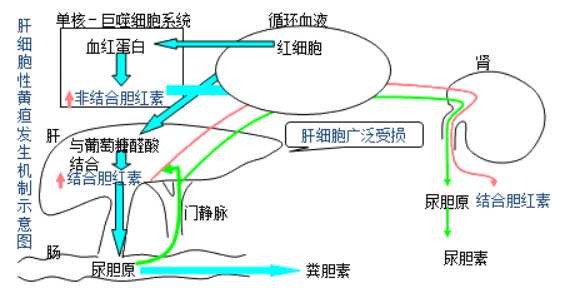 肝细胞性黄疸发生机制示意图
单核－巨噬细胞系统
循环血液
血红蛋白
红细胞
非结合胆红素
肾
肝
与葡萄糖醛酸
结合
肝细胞广泛受损
结合胆红素
门静脉
尿胆原
结合胆红素
肠
尿胆原
粪胆素
尿胆素